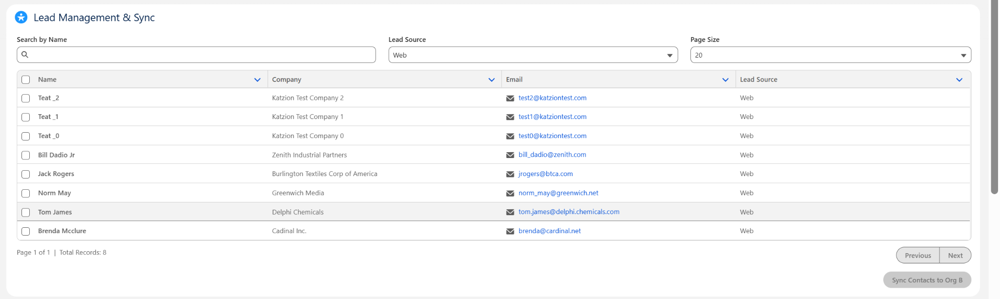 Lead Management & Sync
Search by Name Lead Source Page Size
Web 20
Name Company Email Lead Source
Teat _2 Katzion Test Company 2 test2@katziontest.com Web
Teat _1 Katzion Test Company 1 test1@katziontest.com Web
Teat _0 Katzion Test Company 0 test0@katziontest.com Web
Bill Dadio Jr Zenith Industrial Partners bill_dadio@zenith.com Web
Jack Rogers Burlington Textiles Corp of America jrogers@btca.com Web
Norm May Greenwich Media norm_may@greenwich.net Web
Tom James Delphi Chemicals tom.james@delphi.chemicals.com Web
Brenda Mcclure Cadinal Inc. brenda@cardinal.net Web
Page 1 of 1 | Total Records: 8
Previous Next
Sync Contacts to Org B